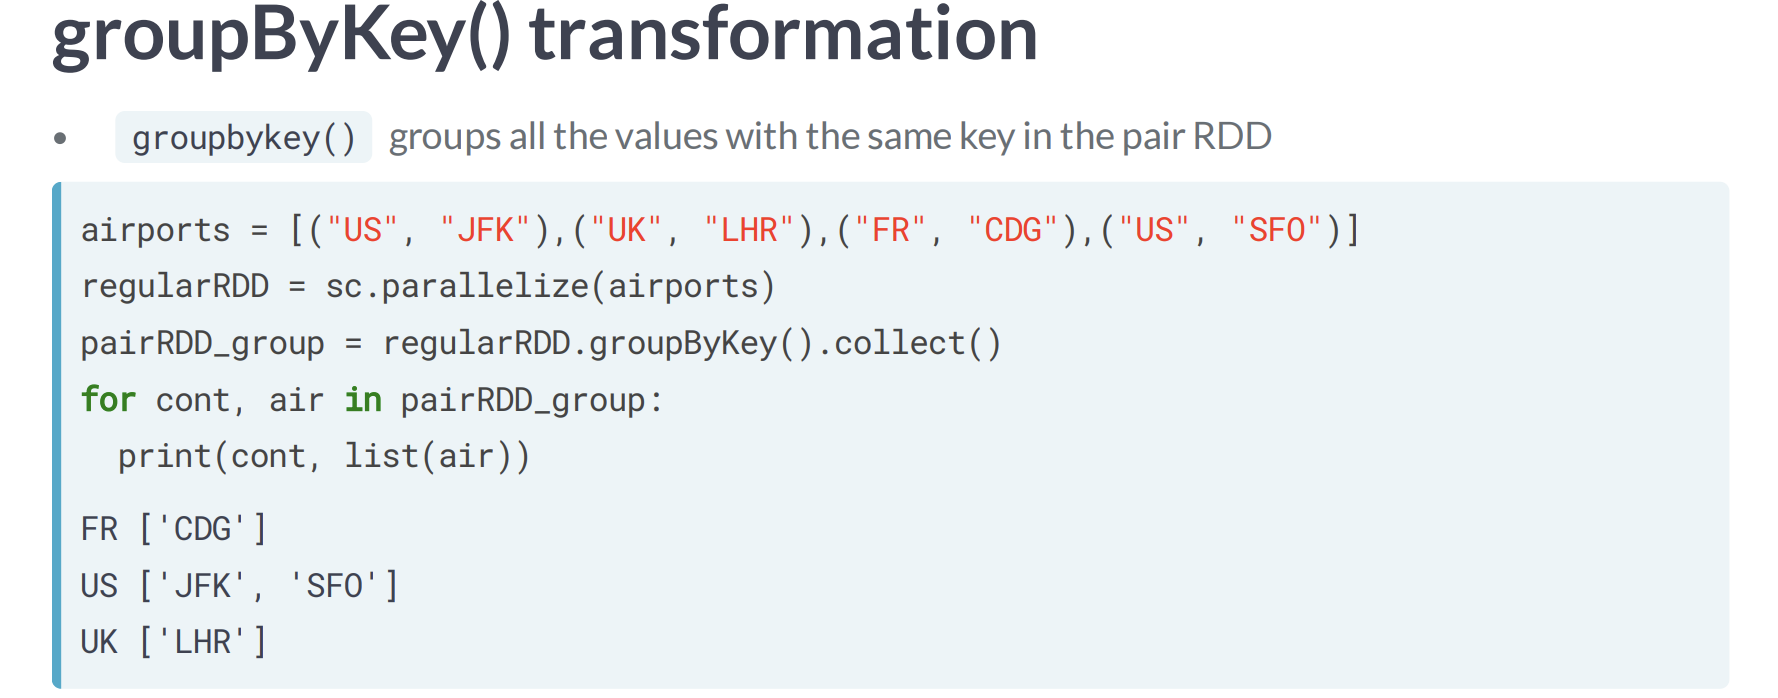 groupByKey() transformation
• groupbykey() groups all the values with the same key in the pair RDD
airports = [("US", "JFK"),("UK", "LHR"),("FR", "CDG"),("US", "SFO")]
regularRDD = sc.parallelize(airports)
pairRDD_group = regularRDD.groupByKey().collect()
for cont, air in pairRDD_group:
  print(cont, list(air))
FR ['CDG']
US ['JFK', 'SFO']
UK ['LHR']